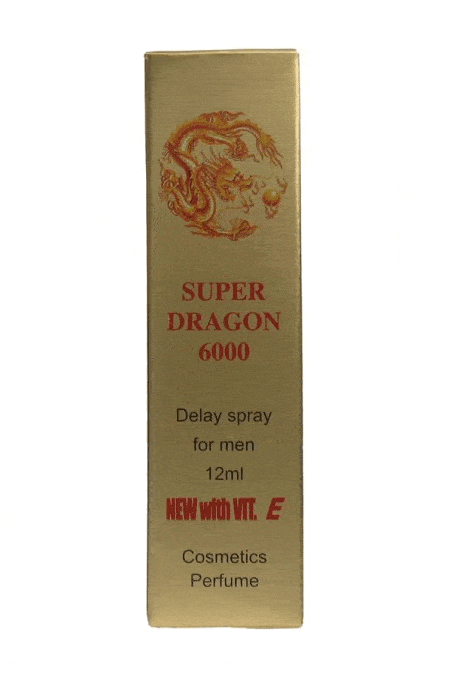 SUPER
DRAGON
6000
Delay spray
for men
12ml
NEW with VIT. E
Cosmetics
Perfume